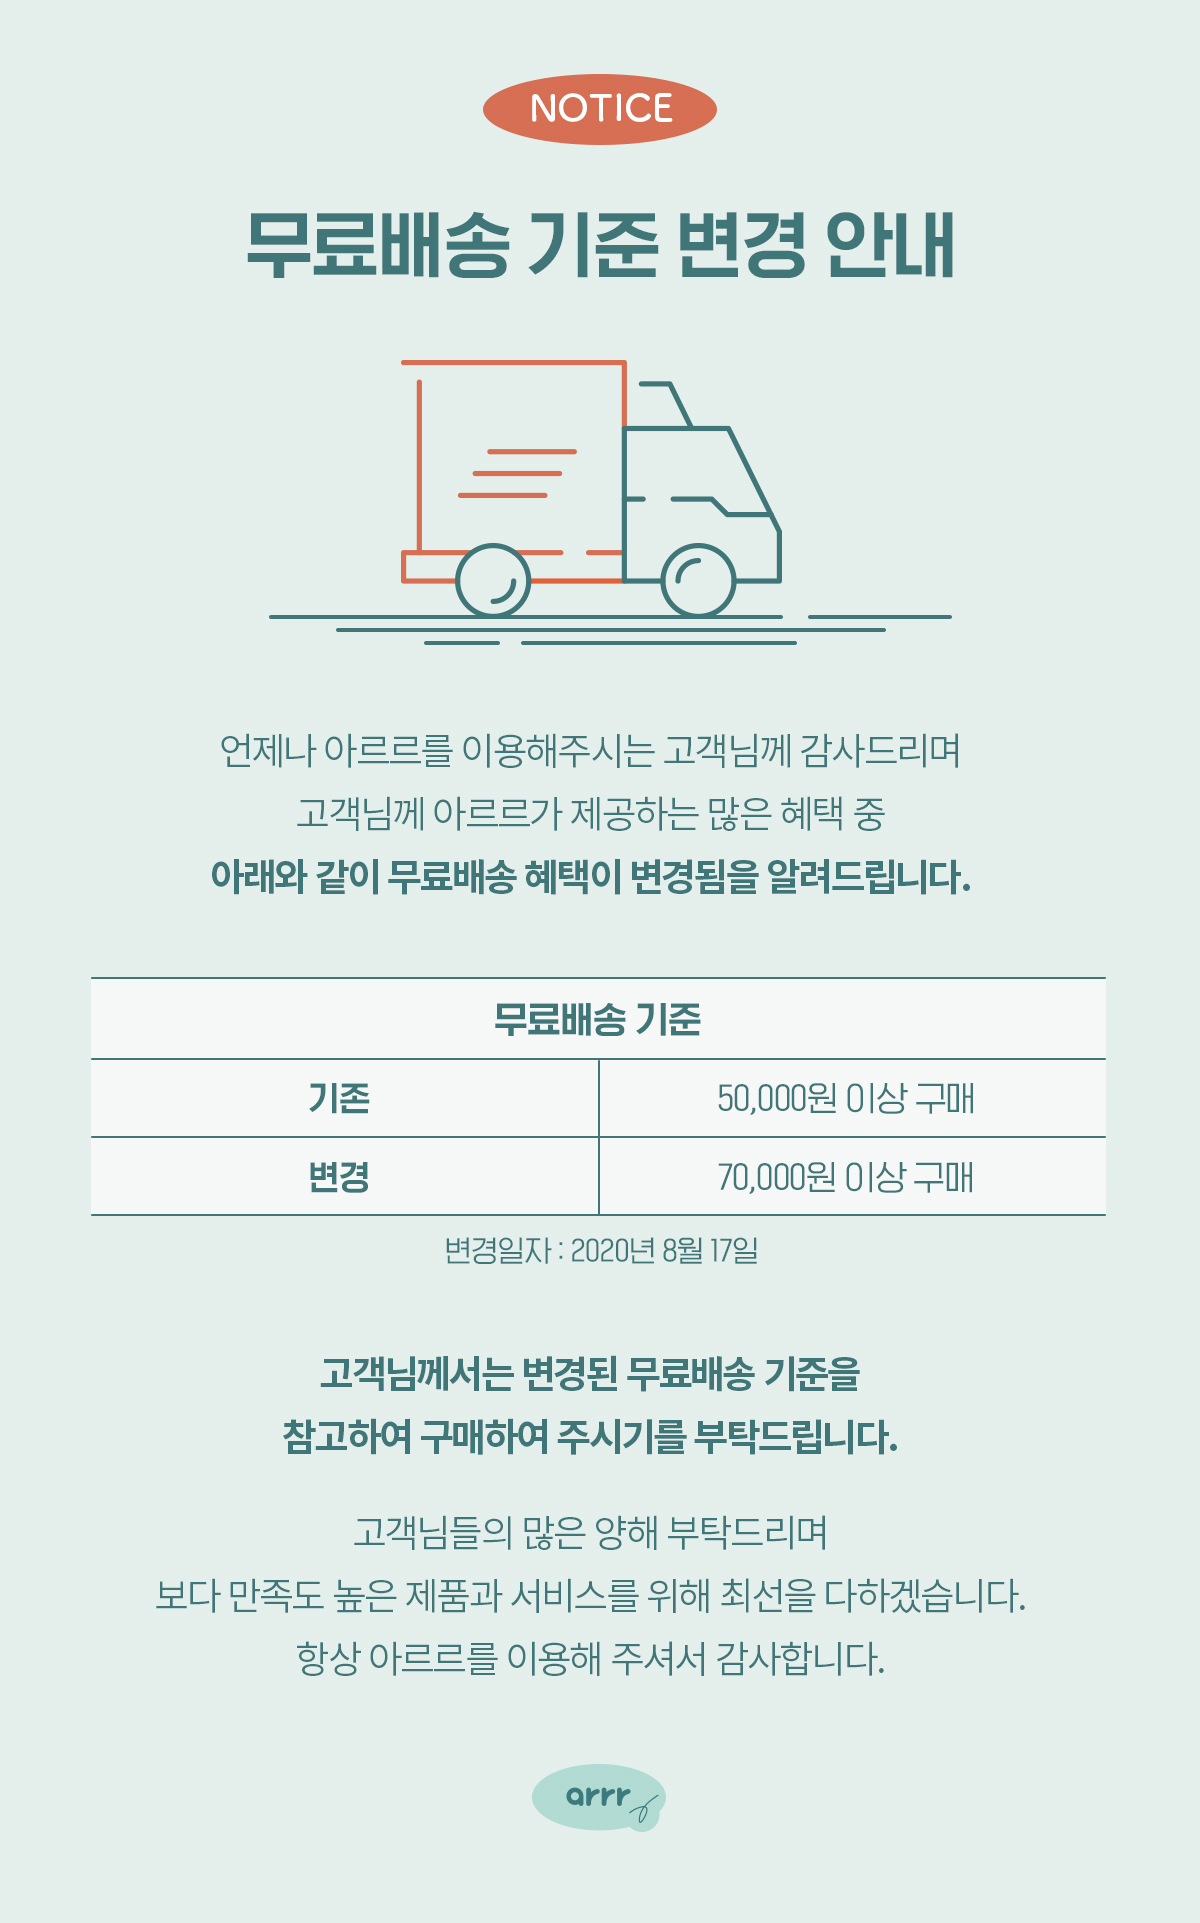 NOTICE
무료배송 기준 변경 안내
언제나 아르르를 이용해주시는 고객님께 감사드리며
고객님께 아르르가 제공하는 많은 혜택 중
아래와 같이 무료배송 혜택이 변경됨을 알려드립니다.
무료배송 기준
기존 50,000원 이상 구매
변경 70,000원 이상 구매
변경일자 : 2020년 8월 17일
고객님께서는 변경된 무료배송 기준을
참고하여 구매하여 주시기를 부탁드립니다.
고객님들의 많은 양해 부탁드리며
보다 만족도 높은 제품과 서비스를 위해 최선을 다하겠습니다.
항상 아르르를 이용해 주셔서 감사합니다.
arrr